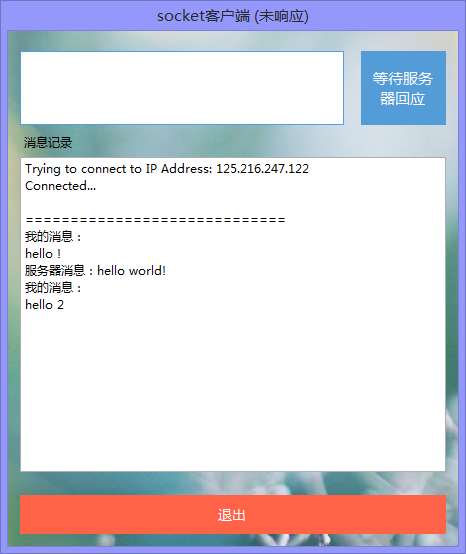 socket客户端 (未响应)
等待服务
器回应
消息记录
Trying to connect to IP Address: 125.216.247.122
Connected...
=============================
我的消息：
hello !
服务器消息：hello world!
我的消息：
hello 2
退出